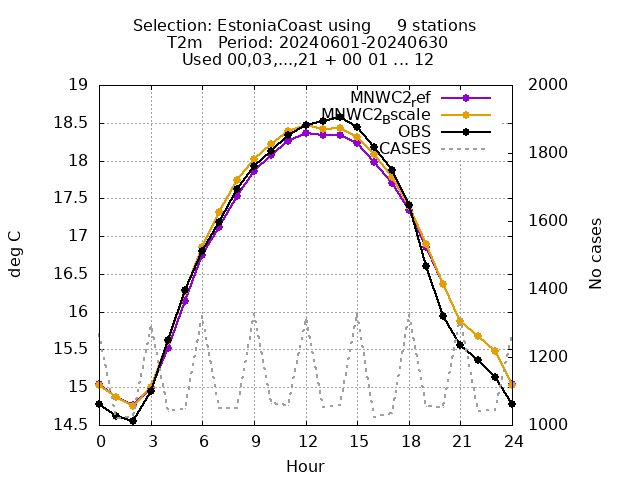 Selection: EstoniaCoast using 9 stations
T2m Period: 20240601-20240630
Used 00,03,...,21 + 00 01 ... 12
19 2000
MNWC2ref
18.5 MNWC2Bscale
OBS
18 CASES 1800
17.5
17 1600
16.5
16 1400
15.5
15 1200
14.5 1000
0 3 6 9 12 15 18 21 24
Hour
deg C
No cases